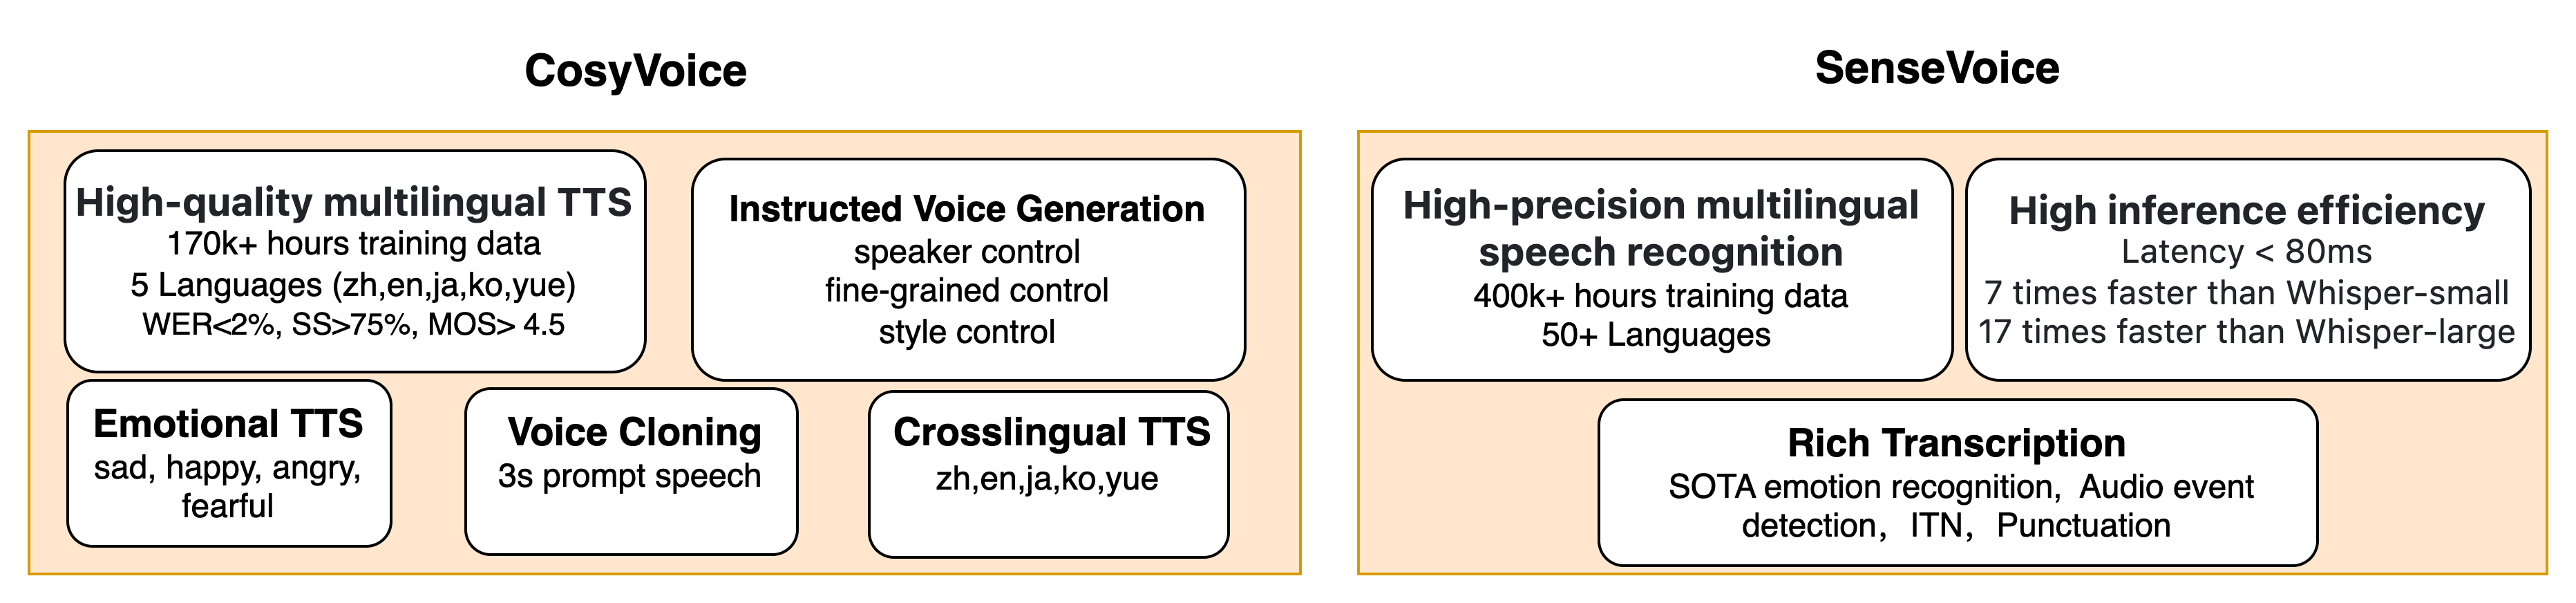 CosyVoice
High-quality multilingual TTS
170k+ hours training data
5 Languages (zh,en,ja,ko,yue)
WER<2%, SS>75%, MOS> 4.5
Instructed Voice Generation
speaker control
fine-grained control
style control
Emotional TTS
sad, happy, angry,
fearful
Voice Cloning
3s prompt speech
Crosslingual TTS
zh,en,ja,ko,yue
SenseVoice
High-precision multilingual
speech recognition
400k+ hours training data
50+ Languages
High inference efficiency
Latency < 80ms
7 times faster than Whisper-small
17 times faster than Whisper-large
Rich Transcription
SOTA emotion recognition, Audio event
detection, ITN, Punctuation